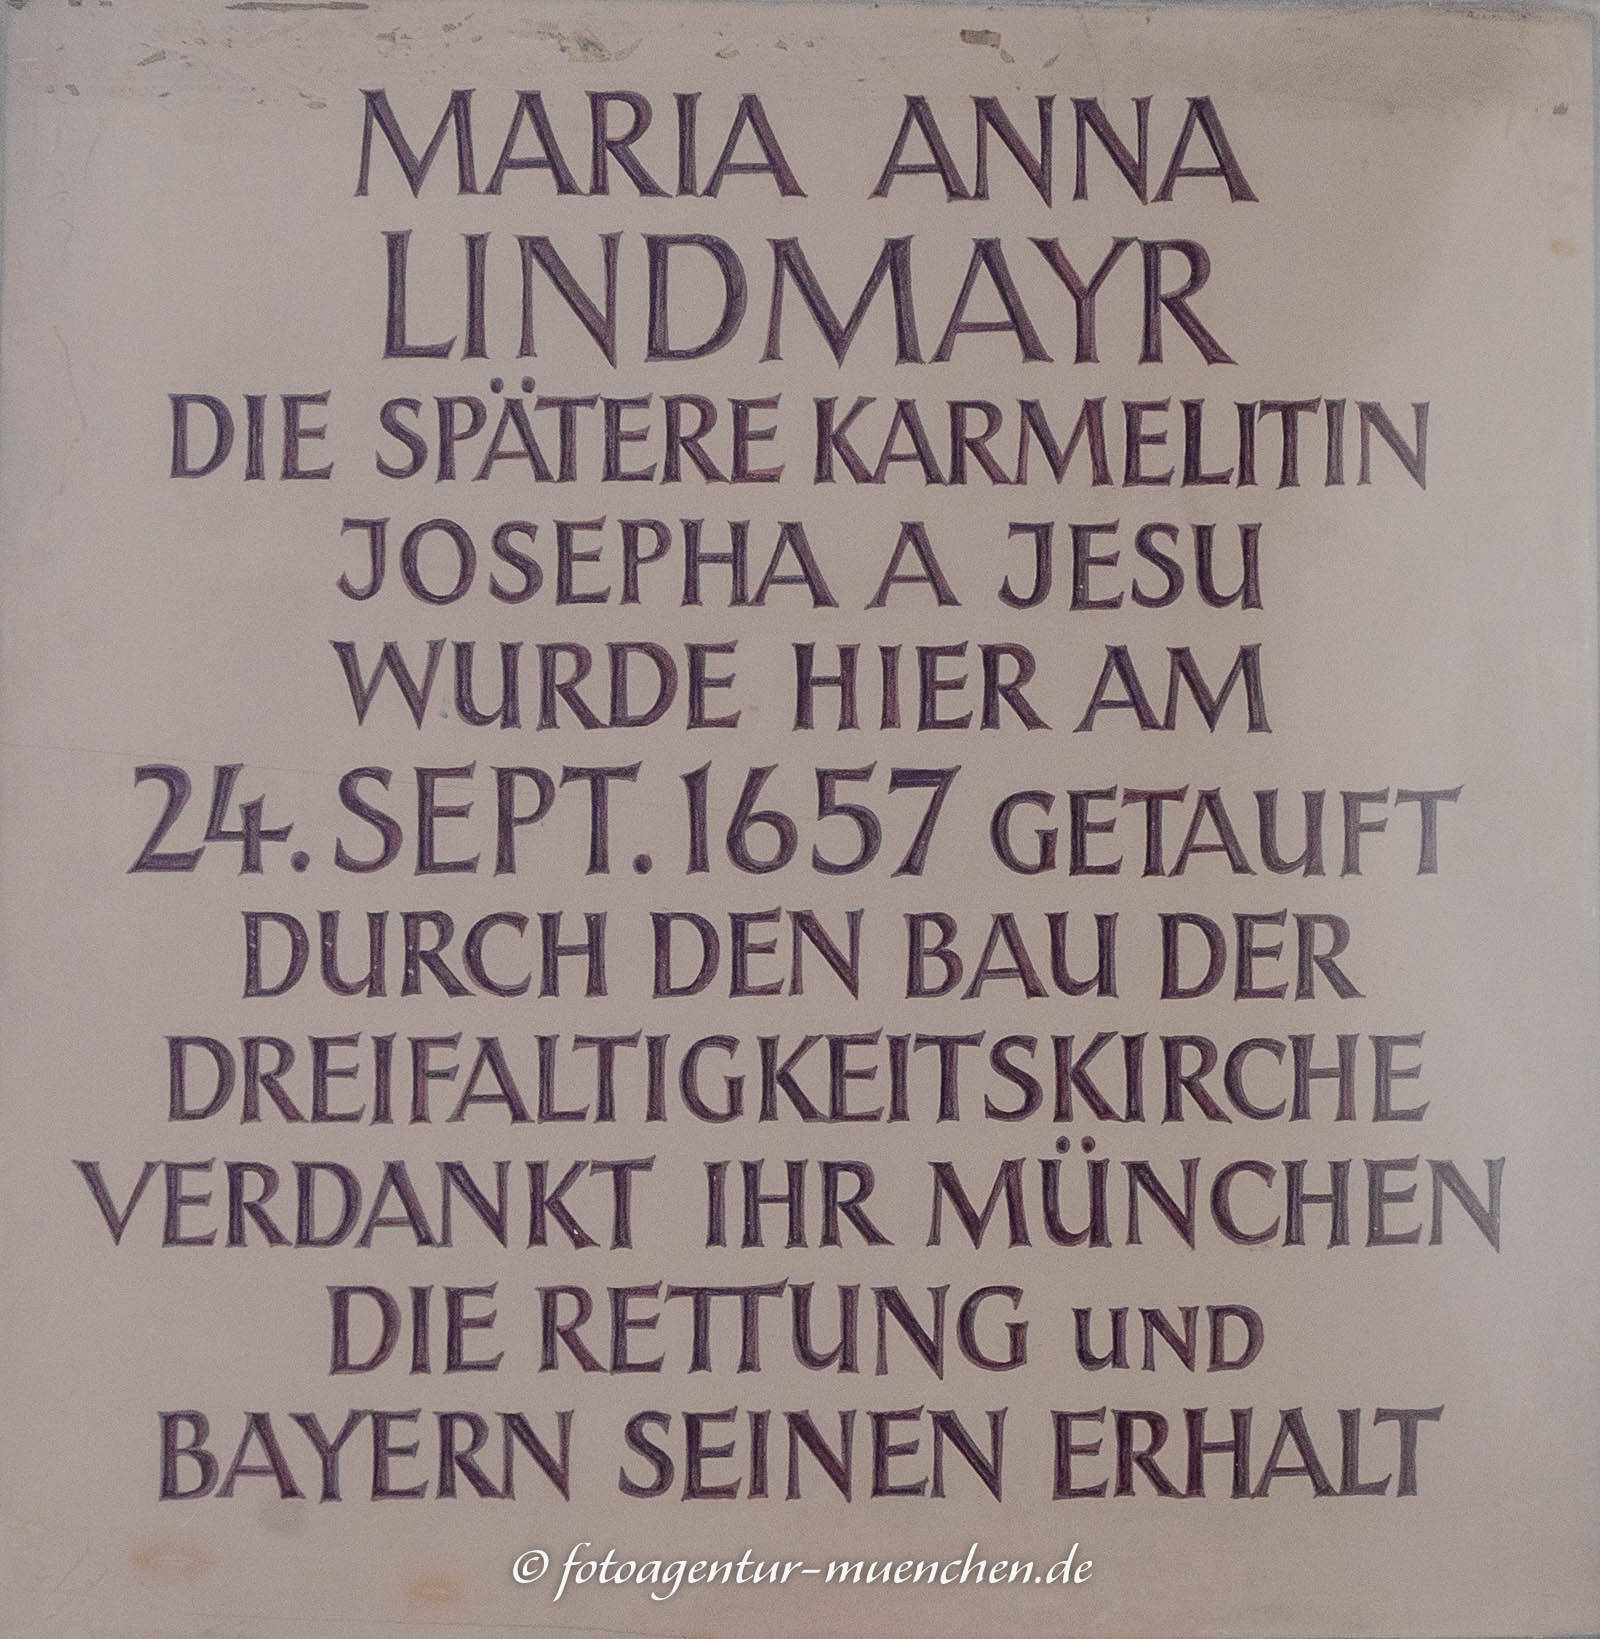 MARIA ANNA
LINDMAYR
DIE SPÄTERE KARMELITIN
JOSEPHA A JESU
WURDE HIER AM
24. SEPT. 1657 GETAUFT
DURCH DEN BAU DER
DREIFALTIGKEITSKIRCHE
VERDANKT IHR MÜNCHEN
DIE RETTUNG UND
BAYERN SEINEN ERHALT
© fotoagentur-muenchen.de